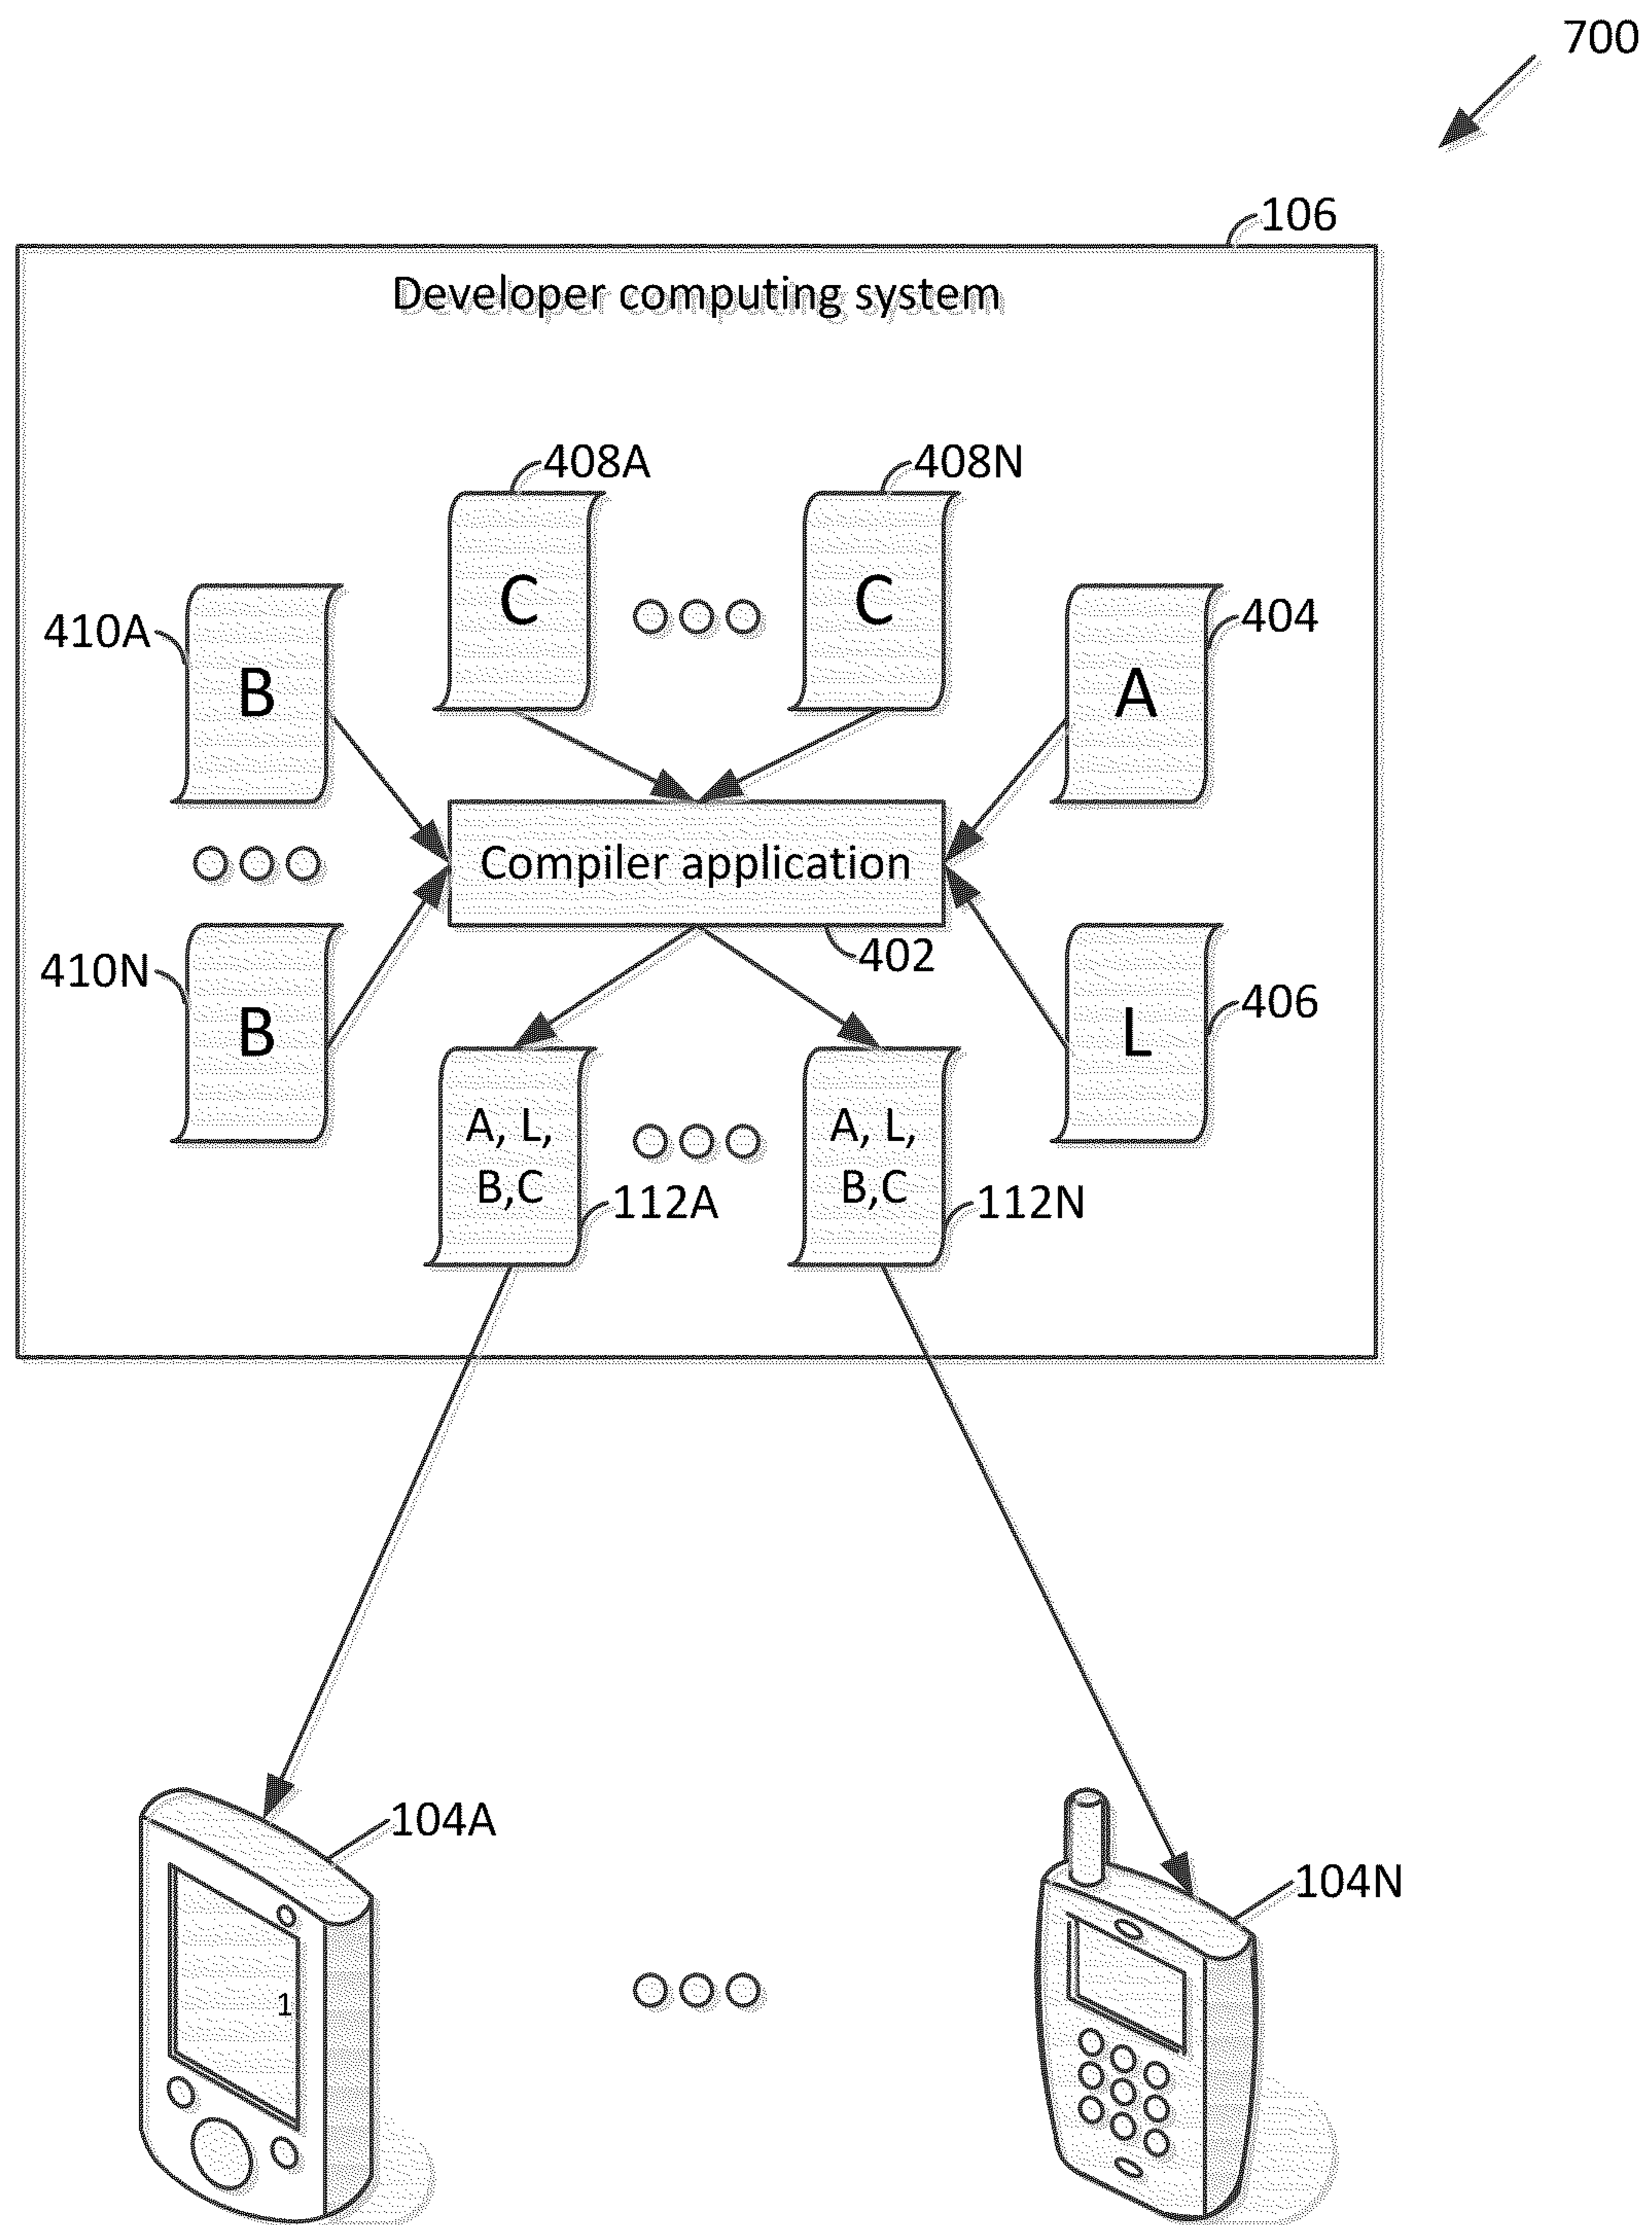 700
106
Developer computing system
408A
408N
C
C
410A
404
B
A
Compiler application
402
410N
406
B
L
A, L,
B,C
A, L,
B,C
112A
112N
104A
104N
1